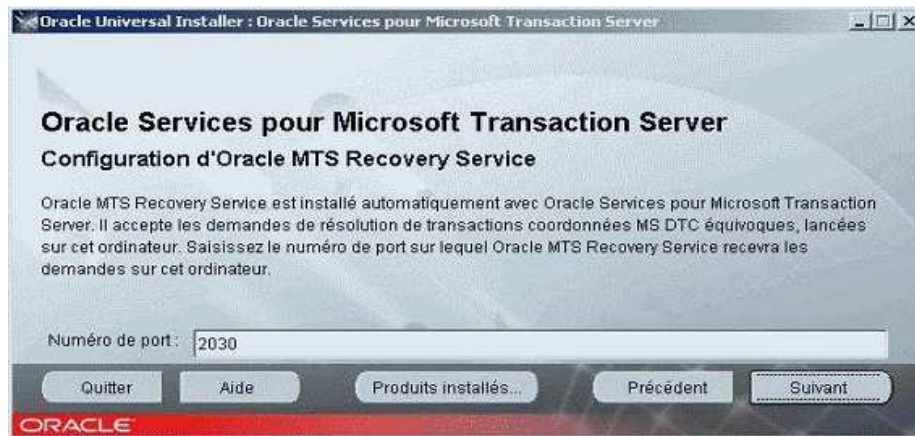 Oracle Universal Installer : Oracle Services pour Microsoft Transaction Server
Oracle Services pour Microsoft Transaction Server
Configuration d'Oracle MTS Recovery Service
Oracle MTS Recovery Service est installé automatiquement avec Oracle Services pour Microsoft Transaction
Server. Il accepte les demandes de résolution de transactions coordonnées MS DTC équivoques, lancées
sur cet ordinateur. Saisissez le numéro de port sur lequel Oracle MTS Recovery Service recevra les
demandes sur cet ordinateur.
Numéro de port : 2030
Quitter Aide Produits installés... Précédent Suivant
ORACLE